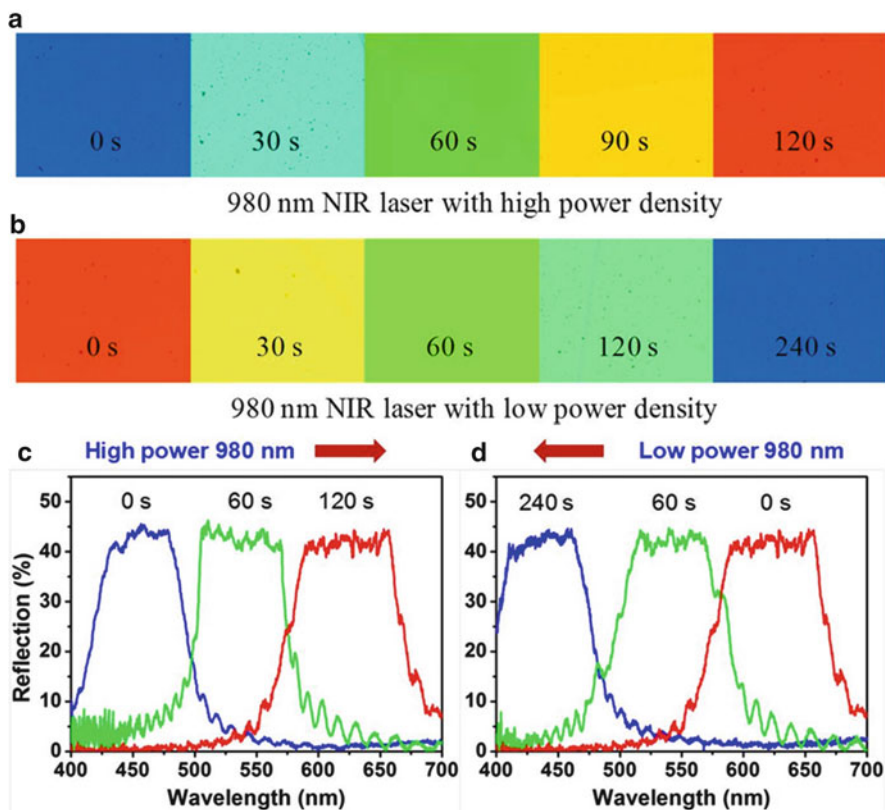 a
0 s 30 s 60 s 90 s 120 s
980 nm NIR laser with high power density
b
0 s 30 s 60 s 120 s 240 s
980 nm NIR laser with low power density
c High power 980 nm
d Low power 980 nm
0 s 60 s 120 s
240 s 60 s 0 s
Reflection (%)
50
40
30
20
10
0
400 450 500 550 600 650 700
Wavelength (nm)
50
40
30
20
10
0
400 450 500 550 600 650 700
Wavelength (nm)